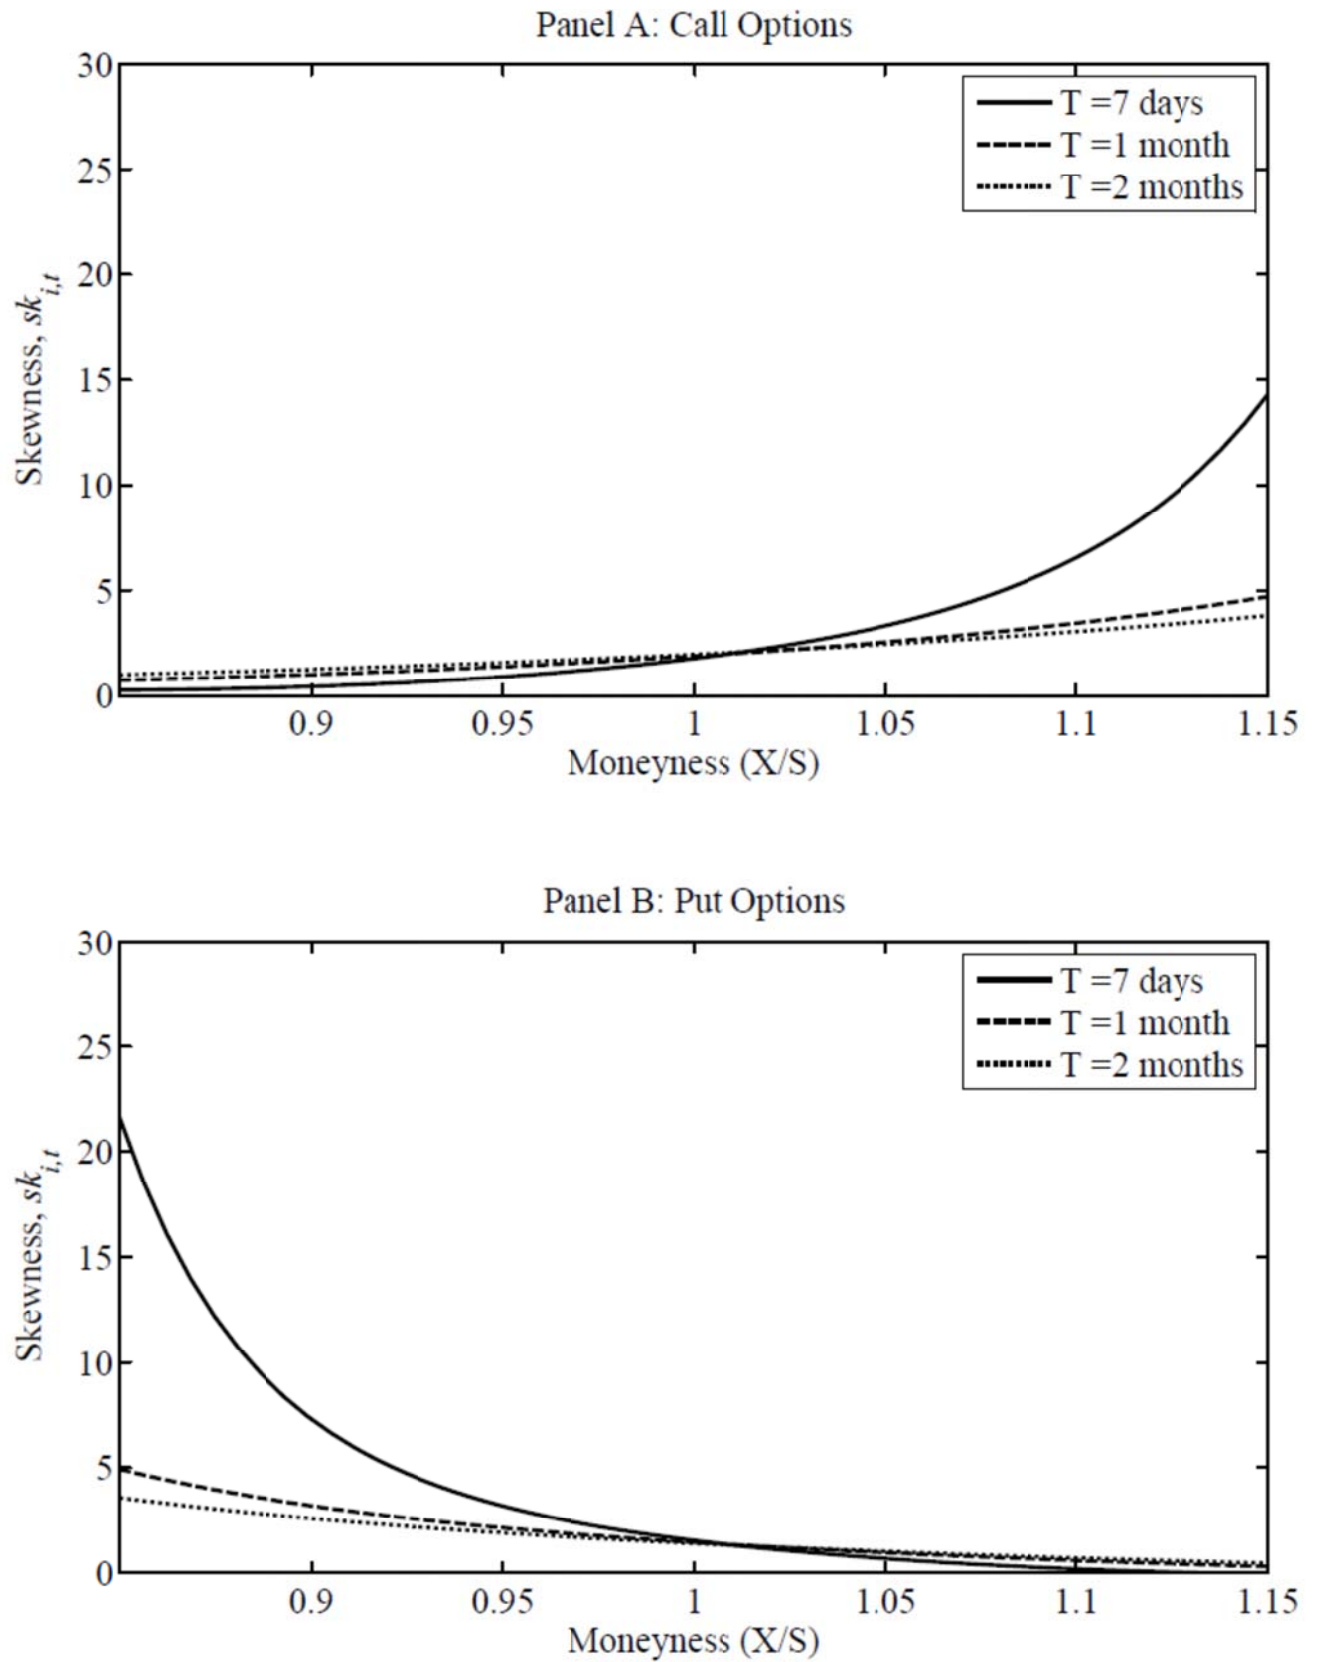 Panel A: Call Options
30
25
20
15
10
5
0
Skewness, sk i,t
T =7 days
T =1 month
T =2 months
0.9 0.95 1 1.05 1.1 1.15
Moneyness (X/S)
Panel B: Put Options
30
25
20
15
10
5
0
Skewness, sk i,t
T =7 days
T =1 month
T =2 months
0.9 0.95 1 1.05 1.1 1.15
Moneyness (X/S)